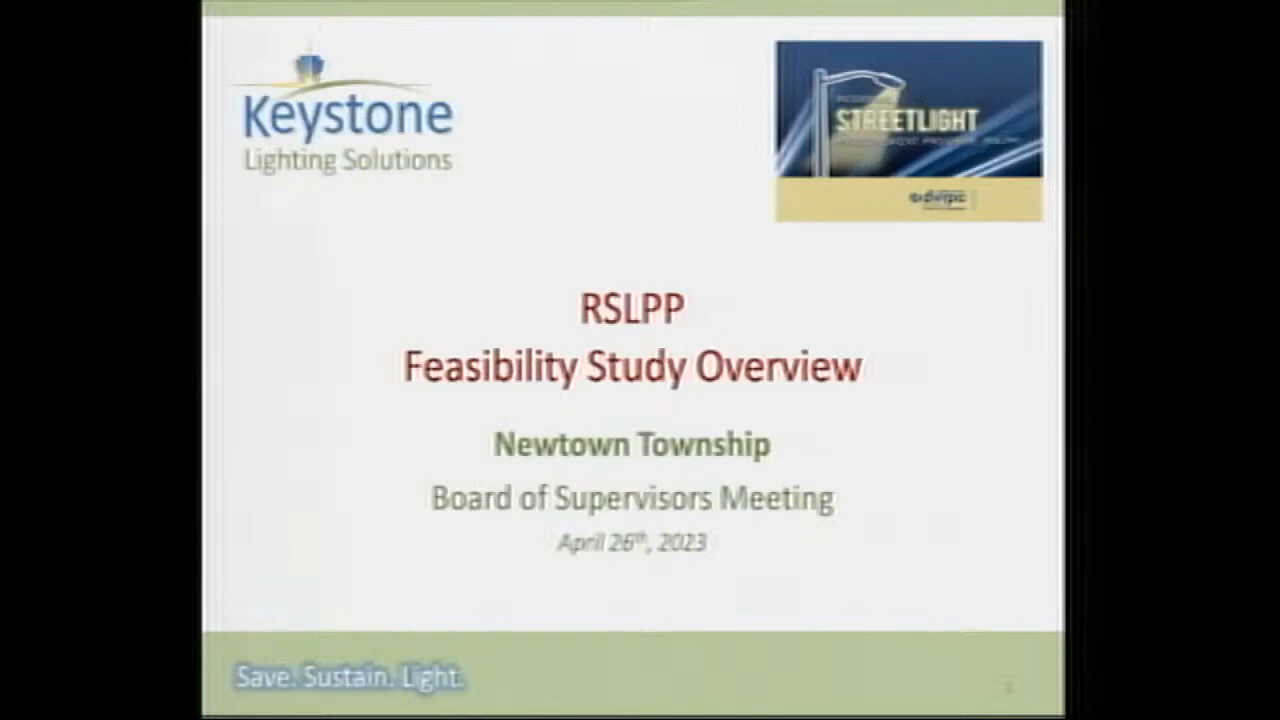 Keystone
Lighting Solutions
STREETLIGHT
dvrpc
RSLPP
Feasibility Study Overview
Newtown Township
Board of Supervisors Meeting
April 26th, 2023
Save. Sustain. Light.